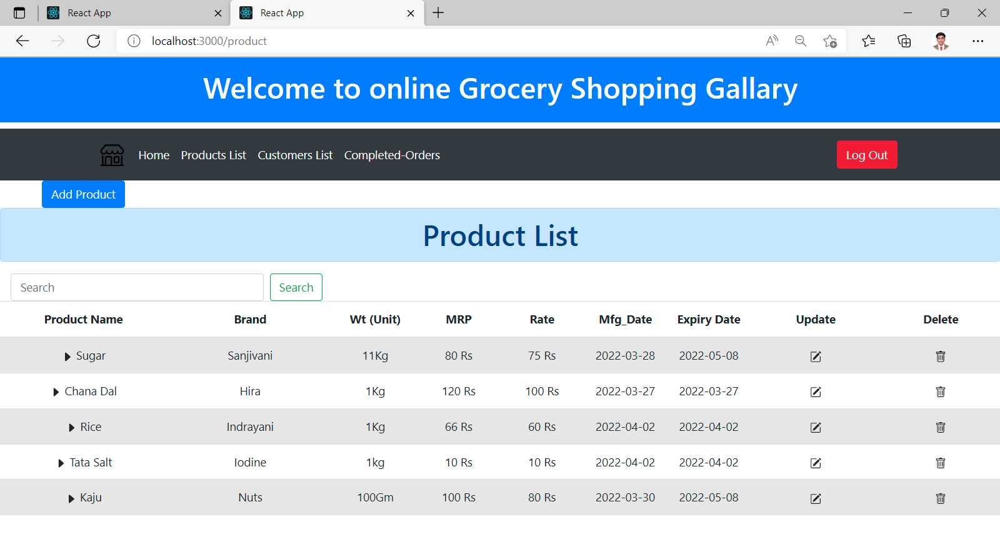 React App
React App
localhost:3000/product
Welcome to online Grocery Shopping Gallary
Home Products List Customers List Completed-Orders Log Out
Add Product
Product List
Search Search
Product Name Brand Wt (Unit) MRP Rate Mfg_Date Expiry Date Update Delete
Sugar Sanjivani 11Kg 80 Rs 75 Rs 2022-03-28 2022-05-08
Chana Dal Hira 1Kg 120 Rs 100 Rs 2022-03-27 2022-03-27
Rice Indrayani 1Kg 66 Rs 60 Rs 2022-04-02 2022-04-02
Tata Salt Iodine 1kg 10 Rs 10 Rs 2022-04-02 2022-04-02
Kaju Nuts 100Gm 100 Rs 80 Rs 2022-03-30 2022-05-08